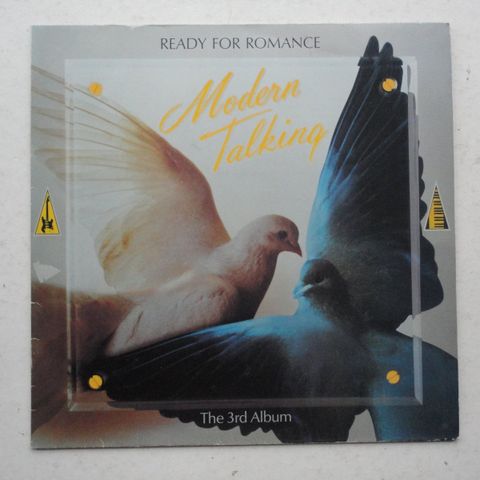 READY FOR ROMANCE
Modern
Talking
The 3rd Album